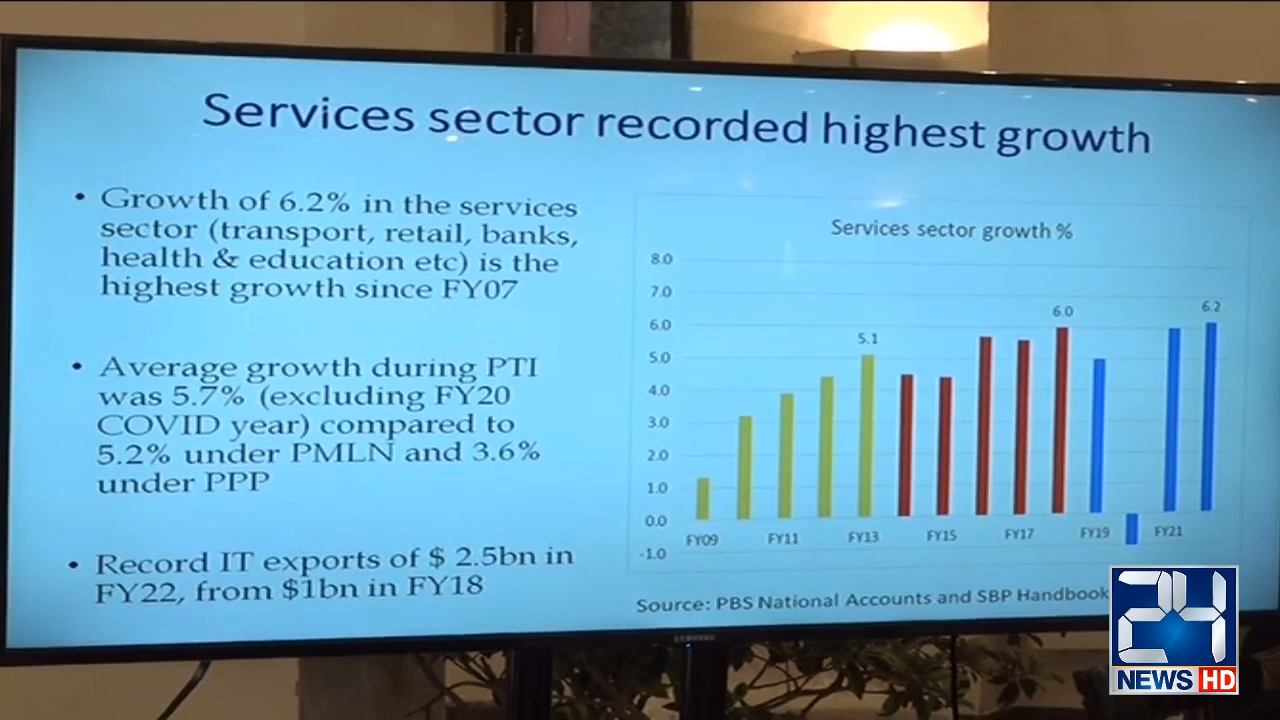 Services sector recorded highest growth
• Growth of 6.2% in the services
sector (transport, retail, banks,
health & education etc) is the
highest growth since FY07
• Average growth during PTI
was 5.7% (excluding FY20
COVID year) compared to
5.2% under PMLN and 3.6%
under PPP
• Record IT exports of $ 2.5bn in
FY22, from $1bn in FY18
Services sector growth %
8.0
7.0
6.0
5.0
4.0
3.0
2.0
1.0
0.0
-1.0
5.1
6.0
6.2
FY09 FY11 FY13 FY15 FY17 FY19 FY21
Source: PBS National Accounts and SBP Handbook
SAMSUNG
24
NEWS HD